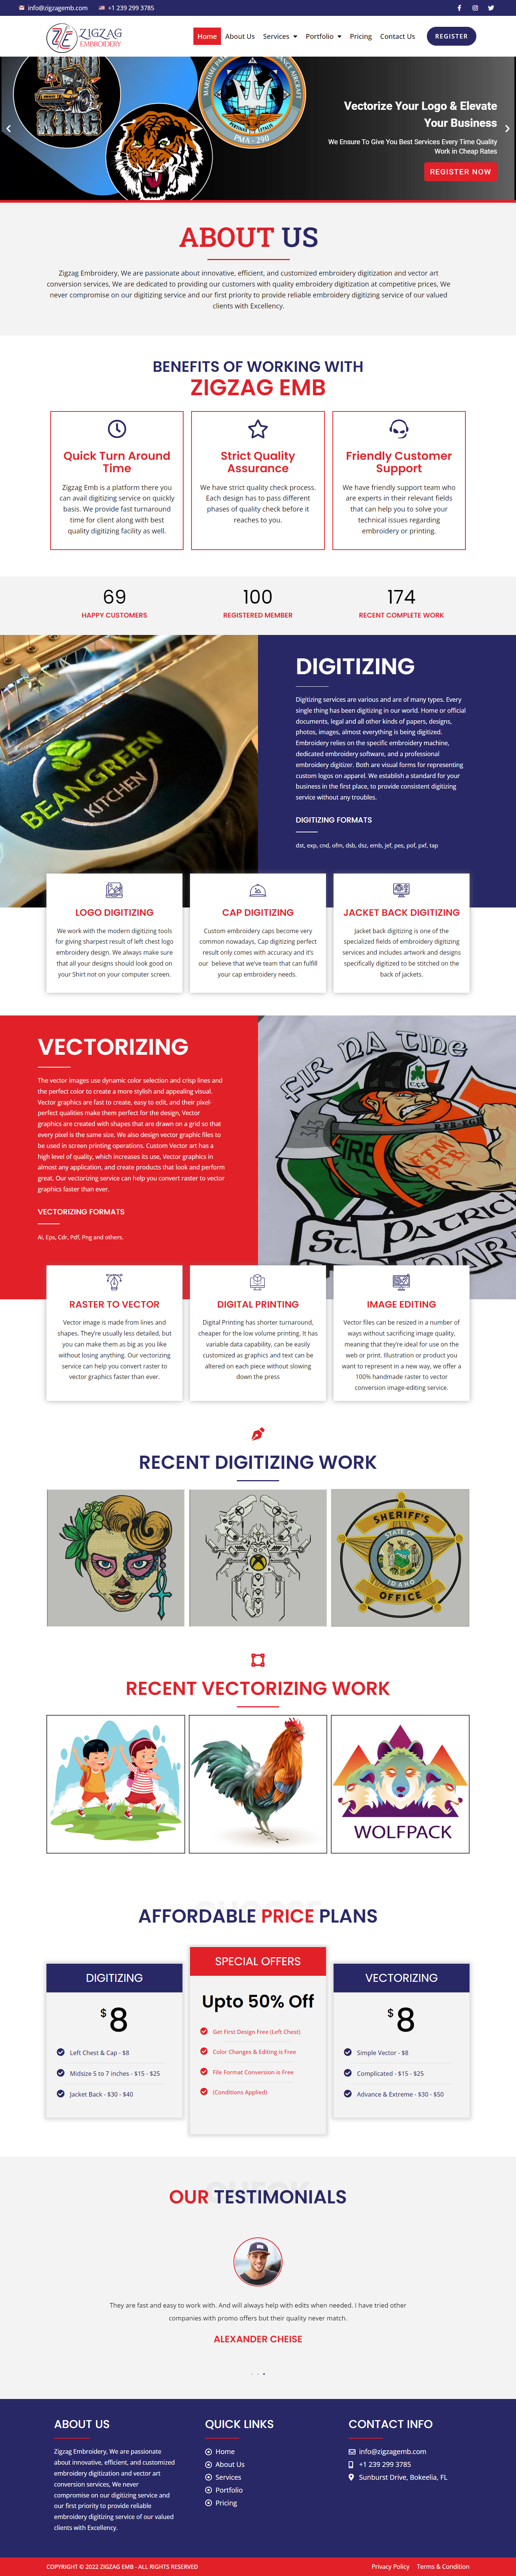 info@zigzagemb.com +1 239 299 3785
ZIGZAG
EMBROIDERY
Home About Us Services Portfolio Pricing Contact Us REGISTER
KING
MARITIME PATROL
PMA - 290
Vectorize Your Logo & Elevate
Your Business
We Ensure To Give You Best Services Every Time Quality
Work in Cheap Rates
REGISTER NOW
ABOUT US
Zigzag Embroidery, We are passionate about innovative, efficient, and customized embroidery digitization and vector art
conversion services, We are dedicated to providing our customers with quality embroidery digitization at competitive prices, We
never compromise on our digitizing service and our first priority to provide reliable embroidery digitizing service of our valued
clients with Excellency.
BENEFITS OF WORKING WITH
ZIGZAG EMB
Quick Turn Around
Time
Zigzag Emb is a platform there you
can avail digitizing service on quickly
basis. We provide fast turnaround
time for client along with best
quality digitizing facility as well.
Strict Quality
Assurance
We have strict quality check process.
Each design has to pass different
phases of quality check before it
reaches to you.
Friendly Customer
Support
We have friendly support team who
are experts in their relevant fields
that can help you to solve your
technical issues regarding
embroidery or printing.
69
HAPPY CUSTOMERS
100
REGISTERED MEMBER
174
RECENT COMPLETE WORK
BEANGREEN
KITCHEN
DIGITIZING
Digitizing services are various and are of many types. Every
single thing has been digitizing in our world. Home or official
documents, legal and all other kinds of papers, designs,
photos, images, almost everything is being digitized.
Embroidery relies on the specific embroidery machine,
dedicated embroidery software, and a professional
embroidery digitizer. Both are visual forms for representing
custom logos on apparel. We establish a standard for your
business in the first place, to provide consistent digitizing
service without any troubles.
DIGITIZING FORMATS
dst, exp, cnd, ofm, dsb, dsz, emb, jef, pes, pof, pxf, tap
LOGO DIGITIZING
We work with the modern digitizing tools
for giving sharpest result of left chest logo
embroidery design. We always make sure
that all your designs should look good on
your Shirt not on your computer screen.
CAP DIGITIZING
Custom embroidery caps become very
common nowadays, Cap digitizing perfect
result only comes with accuracy and it's
our believe that we've team that can fulfill
your cap embroidery needs.
JACKET BACK DIGITIZING
Jacket back digitizing is one of the
specialized fields of embroidery digitizing
services and includes artwork and designs
specifically digitized to be stitched on the
back of jackets.
VECTORIZING
The vector images use dynamic color selection and crisp lines and
the perfect color to create a more stylish and appealing visual.
Vector graphics are fast to create, easy to edit, and their pixel-
perfect qualities make them perfect for the design, Vector
graphics are created with shapes that are drawn on a grid so that
every pixel is the same size. We also design vector graphic files to
be used in screen printing operations. Custom Vector art has a
high level of quality, which increases its use, Vector graphics in
almost any application, and create products that look and perform
great. Our vectorizing service can help you convert raster to vector
graphics faster than ever.
VECTORIZING FORMATS
Ai, Eps, Cdr, Pdf, Png and others.
FIR NA TINE
FIRE
ST. PATRICK
RASTER TO VECTOR
Vector image is made from lines and
shapes. They're usually less detailed, but
you can make them as big as you like
without losing anything. Our vectorizing
service can help you convert raster to
vector graphics faster than ever.
DIGITAL PRINTING
Digital Printing has shorter turnaround,
cheaper for the low volume printing. It has
variable data capability, can be easily
customized as graphics and text can be
altered on each piece without slowing
down the press
IMAGE EDITING
Vector files can be resized in a number of
ways without sacrificing image quality,
meaning that they're ideal for use on the
web or print. Illustration or product you
want to represent in a new way, we offer a
100% handmade raster to vector
conversion image-editing service.
RECENT DIGITIZING WORK
SHERIFF'S
STATE OF
IDAHO
OFFICE
RECENT VECTORIZING WORK
WOLFPACK
AFFORDABLE PRICE PLANS
DIGITIZING
$8
Left Chest & Cap - $8
Midsize 5 to 7 inches - $15 - $25
Jacket Back - $30 - $40
SPECIAL OFFERS
Upto 50% Off
Get First Design Free (Left Chest)
Color Changes & Editing is Free
File Format Conversion is Free
(Conditions Applied)
VECTORIZING
$8
Simple Vector - $8
Complicated - $15 - $25
Advance & Extreme - $30 - $50
OUR TESTIMONIALS
They are fast and easy to work with. And will always help with edits when needed. I have tried other
companies with promo offers but their quality never match.
ALEXANDER CHEISE
ABOUT US
Zigzag Embroidery, We are passionate
about innovative, efficient, and customized
embroidery digitization and vector art
conversion services, We never
compromise on our digitizing service and
our first priority to provide reliable
embroidery digitizing service of our valued
clients with Excellency.
QUICK LINKS
Home
About Us
Services
Portfolio
Pricing
CONTACT INFO
info@zigzagemb.com
+1 239 299 3785
Sunburst Drive, Bokeelia, FL
COPYRIGHT © 2022 ZIGZAG EMB - ALL RIGHTS RESERVED
Privacy Policy Terms & Condition